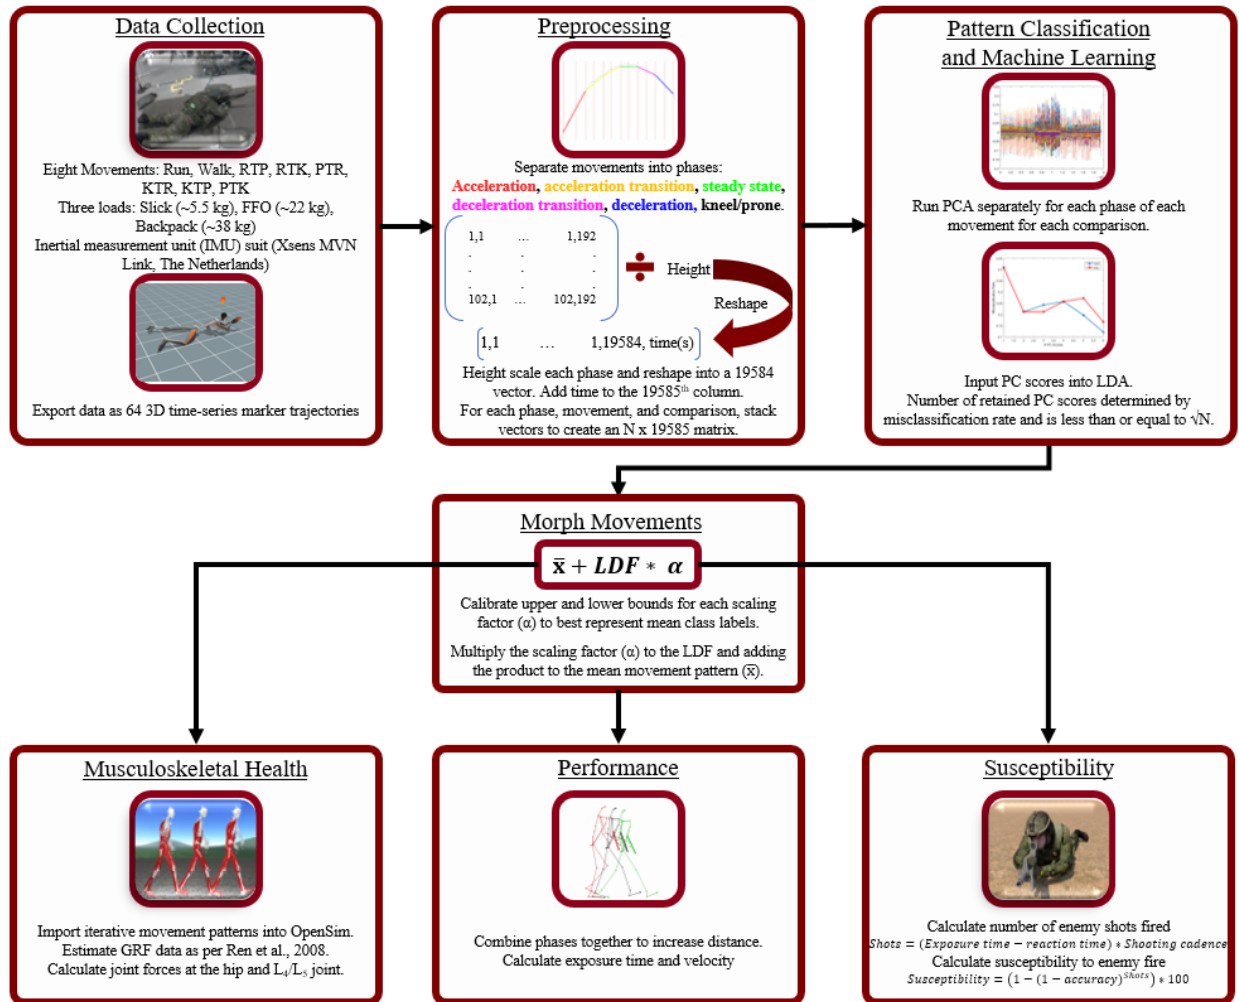 Data Collection
Eight Movements: Run, Walk, RTP, RTK, PTR,
KTR, KTP, PTK
Three loads: Slick (~5.5 kg), FFO (~22 kg),
Backpack (~38 kg)
Inertial measurement unit (IMU) suit (Xsens MVN
Link, The Netherlands)
Export data as 64 3D time-series marker trajectories
Preprocessing
Separate movements into phases:
Acceleration, acceleration transition, steady state,
deceleration transition, deceleration, kneel/prone.
1,1 … 1,192
. .
. .
. .
102,1 … 102,192
÷ Height
Reshape
1,1 … 1,19584, time(s)
Height scale each phase and reshape into a 19584
vector. Add time to the 19585th column.
For each phase, movement, and comparison, stack
vectors to create an N x 19585 matrix.
Pattern Classification
and Machine Learning
Run PCA separately for each phase of each
movement for each comparison.
Input PC scores into LDA.
Number of retained PC scores determined by
misclassification rate and is less than or equal to √N.
Morph Movements
x̄ + LDF * α
Calibrate upper and lower bounds for each scaling
factor (α) to best represent mean class labels.
Multiply the scaling factor (α) to the LDF and adding
the product to the mean movement pattern (x̄).
Musculoskeletal Health
Import iterative movement patterns into OpenSim.
Estimate GRF data as per Ren et al., 2008.
Calculate joint forces at the hip and L4/L5 joint.
Performance
Combine phases together to increase distance.
Calculate exposure time and velocity
Susceptibility
Calculate number of enemy shots fired
Shots = (Exposure time − reaction time) * Shooting cadence
Calculate susceptibility to enemy fire
Susceptibility = (1 − (1 − accuracy)^Shots) * 100